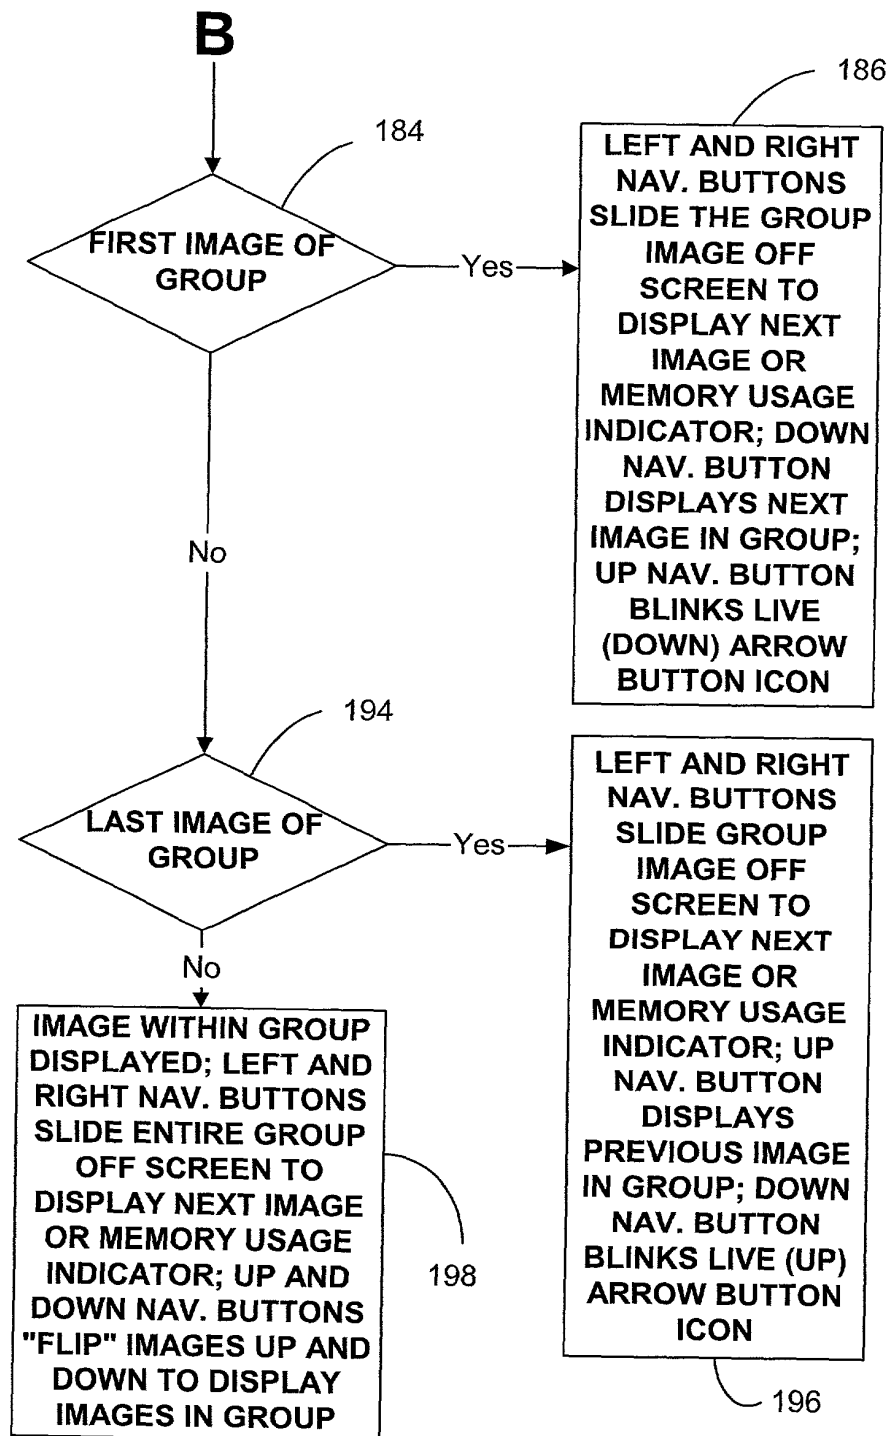 B
184
FIRST IMAGE OF
GROUP
Yes
186
LEFT AND RIGHT
NAV. BUTTONS
SLIDE THE GROUP
IMAGE OFF
SCREEN TO
DISPLAY NEXT
IMAGE OR
MEMORY USAGE
INDICATOR; DOWN
NAV. BUTTON
DISPLAYS NEXT
IMAGE IN GROUP;
UP NAV. BUTTON
BLINKS LIVE
(DOWN) ARROW
BUTTON ICON
No
194
LAST IMAGE OF
GROUP
Yes
LEFT AND RIGHT
NAV. BUTTONS
SLIDE GROUP
IMAGE OFF
SCREEN TO
DISPLAY NEXT
IMAGE OR
MEMORY USAGE
INDICATOR; UP
NAV. BUTTON
DISPLAYS
PREVIOUS IMAGE
IN GROUP; DOWN
NAV. BUTTON
BLINKS LIVE (UP)
ARROW BUTTON
ICON
196
No
IMAGE WITHIN GROUP
DISPLAYED; LEFT AND
RIGHT NAV. BUTTONS
SLIDE ENTIRE GROUP
OFF SCREEN TO
DISPLAY NEXT IMAGE
OR MEMORY USAGE
INDICATOR; UP AND
DOWN NAV. BUTTONS
"FLIP" IMAGES UP AND
DOWN TO DISPLAY
IMAGES IN GROUP
198